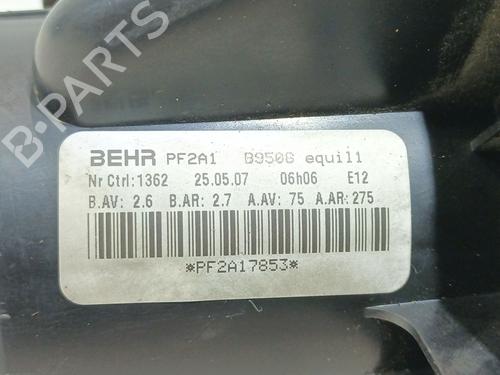 BEHR PF2A1 B9506 equil1
Nr Ctrl:1362 25.05.07 06h06 E12
B.AV: 2.6 B.AR: 2.7 A.AV: 75 A.AR:275
*PF2A17853*
B-PARTS